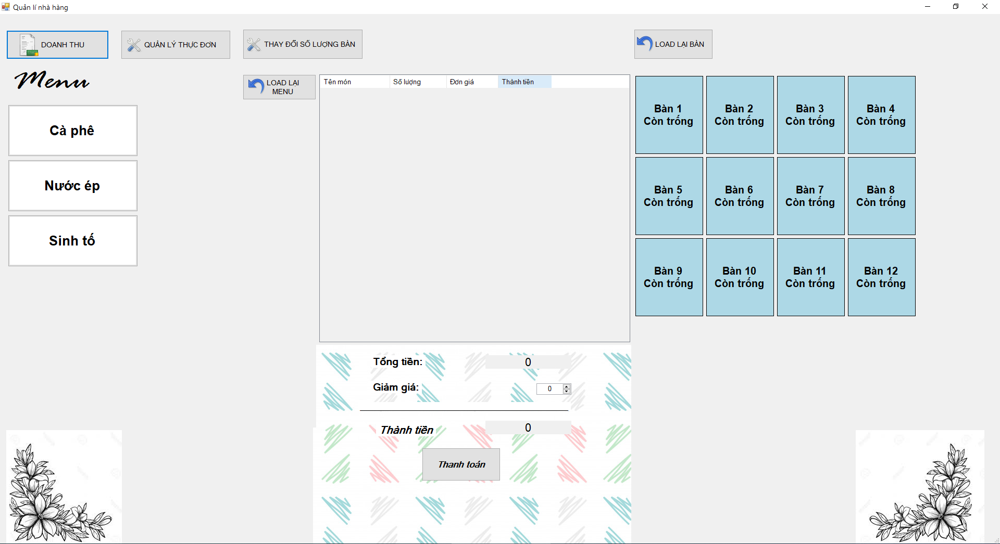 Quản lí nhà hàng
DOANH THU
QUẢN LÝ THỰC ĐƠN
THAY ĐỔI SỐ LƯỢNG BÀN
LOAD LẠI BÀN
Menu
LOAD LẠI
MENU
Tên món
Số lượng
Đơn giá
Thành tiền
Cà phê
Nước ép
Sinh tố
Bàn 1
Còn trống
Bàn 2
Còn trống
Bàn 3
Còn trống
Bàn 4
Còn trống
Bàn 5
Còn trống
Bàn 6
Còn trống
Bàn 7
Còn trống
Bàn 8
Còn trống
Bàn 9
Còn trống
Bàn 10
Còn trống
Bàn 11
Còn trống
Bàn 12
Còn trống
Tổng tiền:
0
Giảm giá:
0
Thành tiền
0
Thanh toán